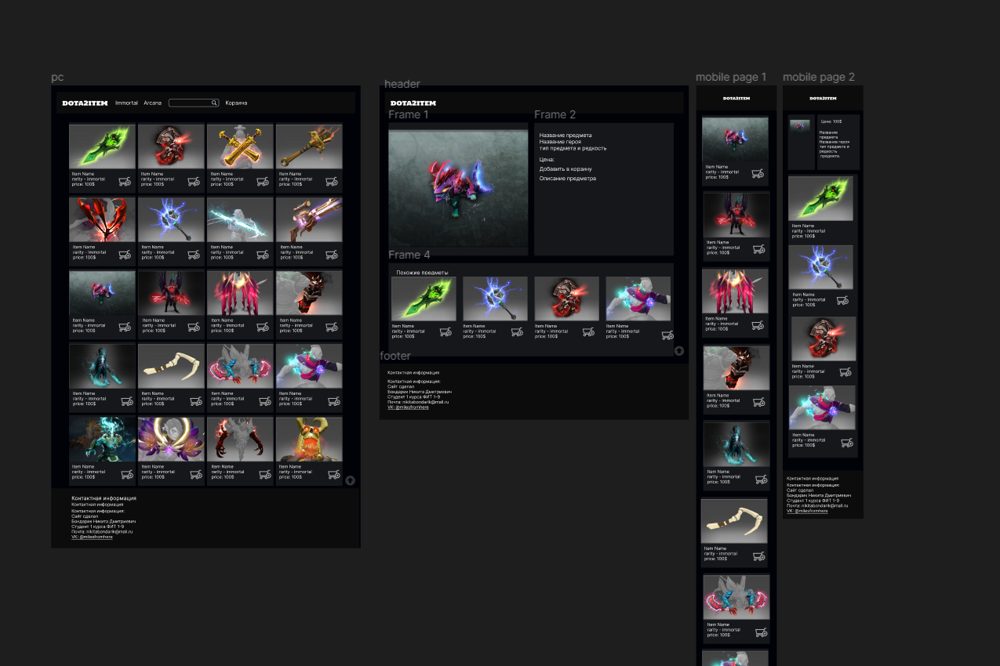 pc
DOTA2ITEM Immortal Arcana Корзина
Item Name
rarity - immortal
price: 100$
Item Name
rarity - immortal
price: 100$
Item Name
rarity - immortal
price: 100$
Item Name
rarity - immortal
price: 100$
Item Name
rarity - immortal
price: 100$
Item Name
rarity - immortal
price: 100$
Item Name
rarity - immortal
price: 100$
Item Name
rarity - immortal
price: 100$
Item Name
rarity - immortal
price: 100$
Item Name
rarity - immortal
price: 100$
Item Name
rarity - immortal
price: 100$
Item Name
rarity - immortal
price: 100$
Item Name
rarity - immortal
price: 100$
Item Name
rarity - immortal
price: 100$
Item Name
rarity - immortal
price: 100$
Item Name
rarity - immortal
price: 100$
Item Name
rarity - immortal
price: 100$
Item Name
rarity - immortal
price: 100$
Item Name
rarity - immortal
price: 100$
Item Name
rarity - immortal
price: 100$
Контактная информация
Контактная информация
Контактная информация:
Сайт сделал
Бондарик Никита Дмитриевич
Студент 1 курса ФИТ 1-9
Почта: nikitabondarik@mail.ru
VK: @milesfromhere
header
DOTA2ITEM
Frame 1
Frame 2
Название предмета
Название героя
тип предмета и редкость
Цена:
Добавить в корзину
Описание предметра
Frame 4
Похожие предметы
Item Name
rarity - immortal
price: 100$
Item Name
rarity - immortal
price: 100$
Item Name
rarity - immortal
price: 100$
Item Name
rarity - immortal
price: 100$
footer
Контактная информация
Контактная информация:
Сайт сделал
Бондарик Никита Дмитриевич
Студент 1 курса ФИТ 1-9
Почта: nikitabondarik@mail.ru
VK: @milesfromhere
mobile page 1
DOTA2ITEM
Item Name
rarity - immortal
price: 100$
Item Name
rarity - immortal
price: 100$
Item Name
rarity - immortal
price: 100$
Item Name
rarity - immortal
price: 100$
Item Name
rarity - immortal
price: 100$
Item Name
rarity - immortal
price: 100$
Item Name
rarity - immortal
price: 100$
mobile page 2
DOTA2ITEM
Цена: 100$
Название
предмета
Название героя
тип предмета и
редкость
предмета.
Item Name
rarity - immortal
price: 100$
Item Name
rarity - immortal
price: 100$
Item Name
rarity - immortal
price: 100$
Item Name
rarity - immortal
price: 100$
Контактная информация
Контактная информация:
Сайт сделал
Бондарик Никита Дмитриевич
Студент 1 курса ФИТ 1-9
Почта: nikitabondarik@mail.ru
VK: @milesfromhere